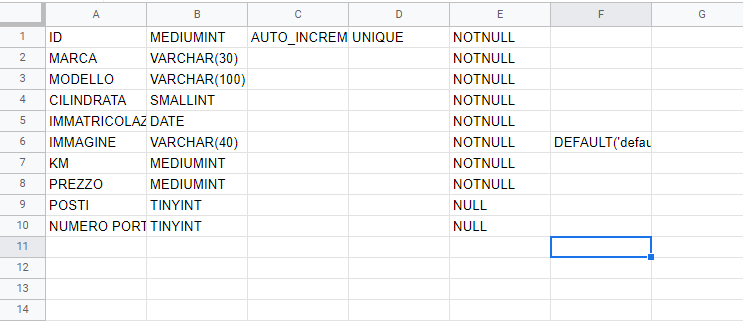 A B C D E F G
1 ID MEDIUMINT AUTO_INCREM UNIQUE NOTNULL
2 MARCA VARCHAR(30) NOTNULL
3 MODELLO VARCHAR(100) NOTNULL
4 CILINDRATA SMALLINT NOTNULL
5 IMMATRICOLAZ DATE NOTNULL
6 IMMAGINE VARCHAR(40) NOTNULL DEFAULT('defau
7 KM MEDIUMINT NOTNULL
8 PREZZO MEDIUMINT NOTNULL
9 POSTI TINYINT NULL
10 NUMERO PORT TINYINT NULL
11
12
13
14